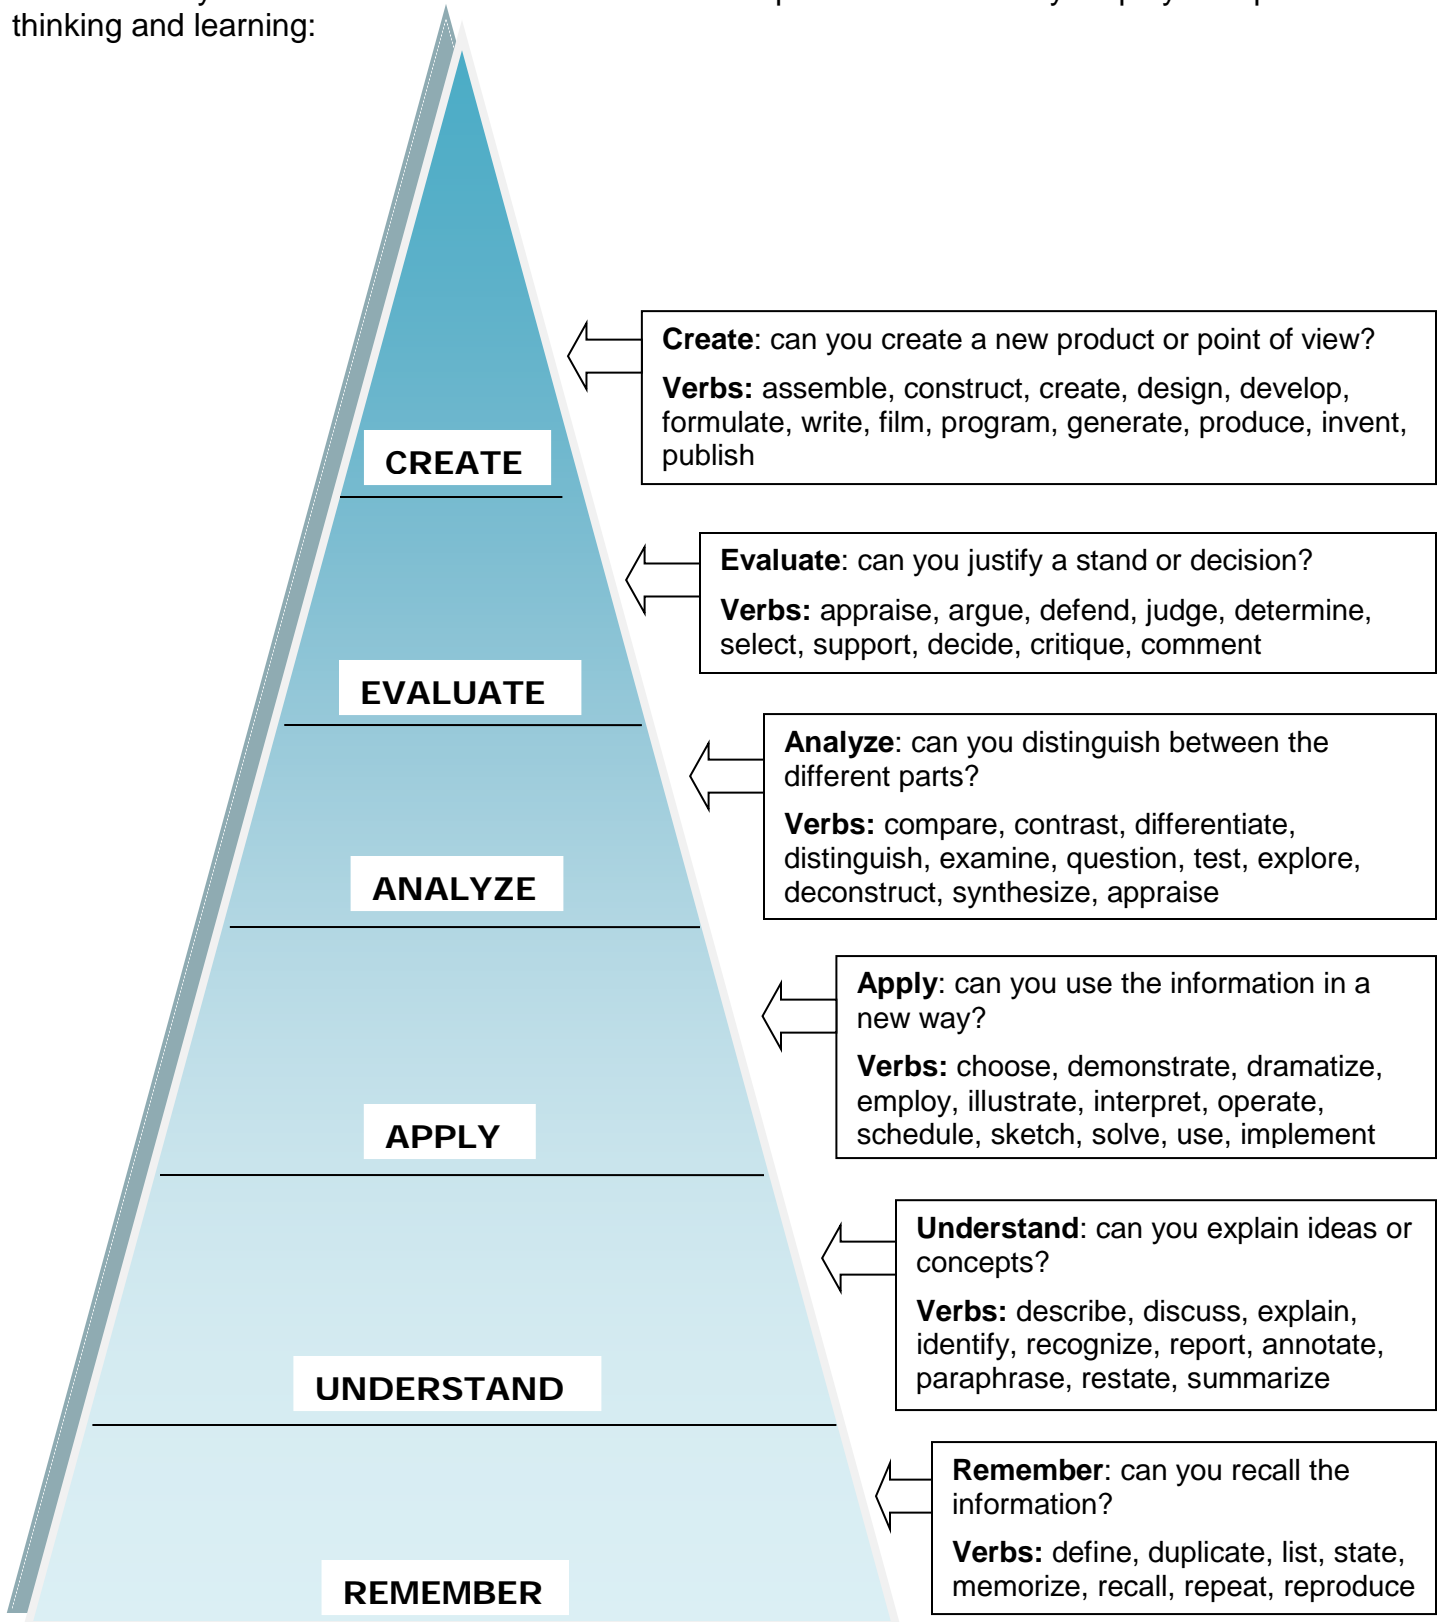 thinking and learning:
Create: can you create a new product or point of view?
Verbs: assemble, construct, create, design, develop,
formulate, write, film, program, generate, produce, invent,
publish
CREATE
Evaluate: can you justify a stand or decision?
Verbs: appraise, argue, defend, judge, determine,
select, support, decide, critique, comment
EVALUATE
Analyze: can you distinguish between the
different parts?
Verbs: compare, contrast, differentiate,
distinguish, examine, question, test, explore,
deconstruct, synthesize, appraise
ANALYZE
Apply: can you use the information in a
new way?
Verbs: choose, demonstrate, dramatize,
employ, illustrate, interpret, operate,
schedule, sketch, solve, use, implement
APPLY
Understand: can you explain ideas or
concepts?
Verbs: describe, discuss, explain,
identify, recognize, report, annotate,
paraphrase, restate, summarize
UNDERSTAND
Remember: can you recall the
information?
Verbs: define, duplicate, list, state,
memorize, recall, repeat, reproduce
REMEMBER